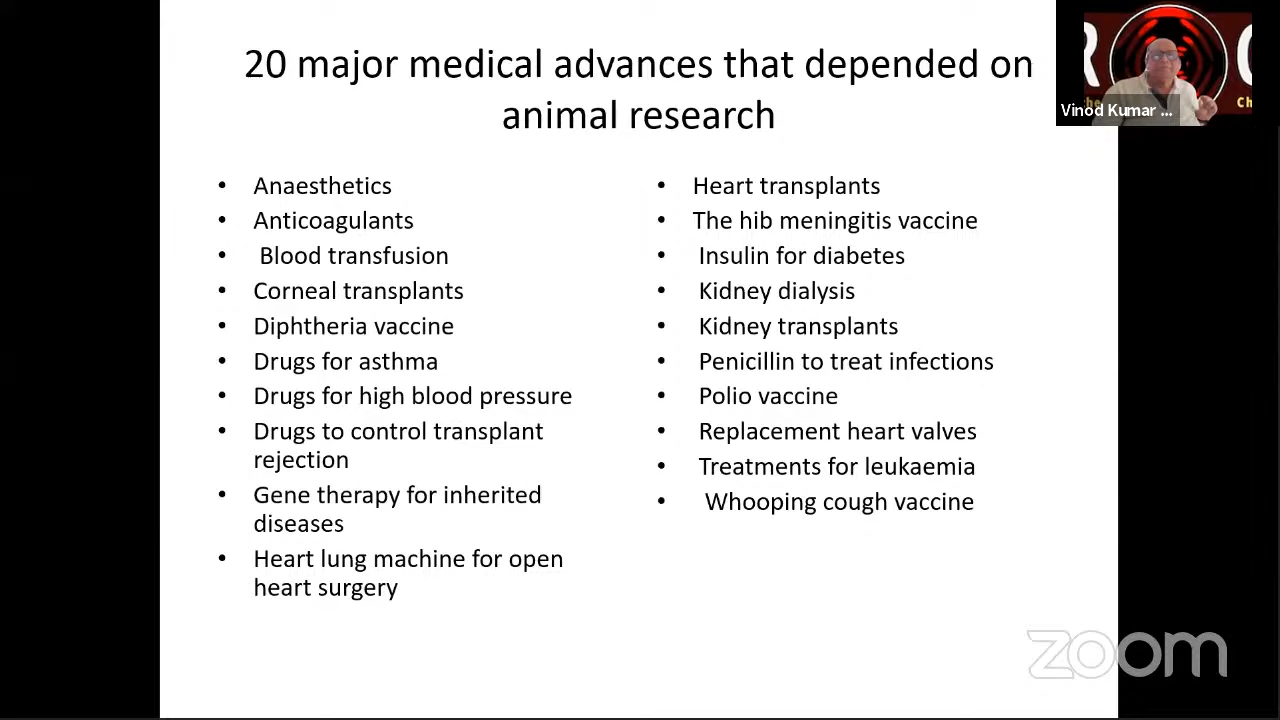 20 major medical advances that depended on
animal research
• Anaesthetics
• Anticoagulants
• Blood transfusion
• Corneal transplants
• Diphtheria vaccine
• Drugs for asthma
• Drugs for high blood pressure
• Drugs to control transplant
rejection
• Gene therapy for inherited
diseases
• Heart lung machine for open
heart surgery
• Heart transplants
• The hib meningitis vaccine
• Insulin for diabetes
• Kidney dialysis
• Kidney transplants
• Penicillin to treat infections
• Polio vaccine
• Replacement heart valves
• Treatments for leukaemia
• Whooping cough vaccine
Vinod Kumar ...
zoom